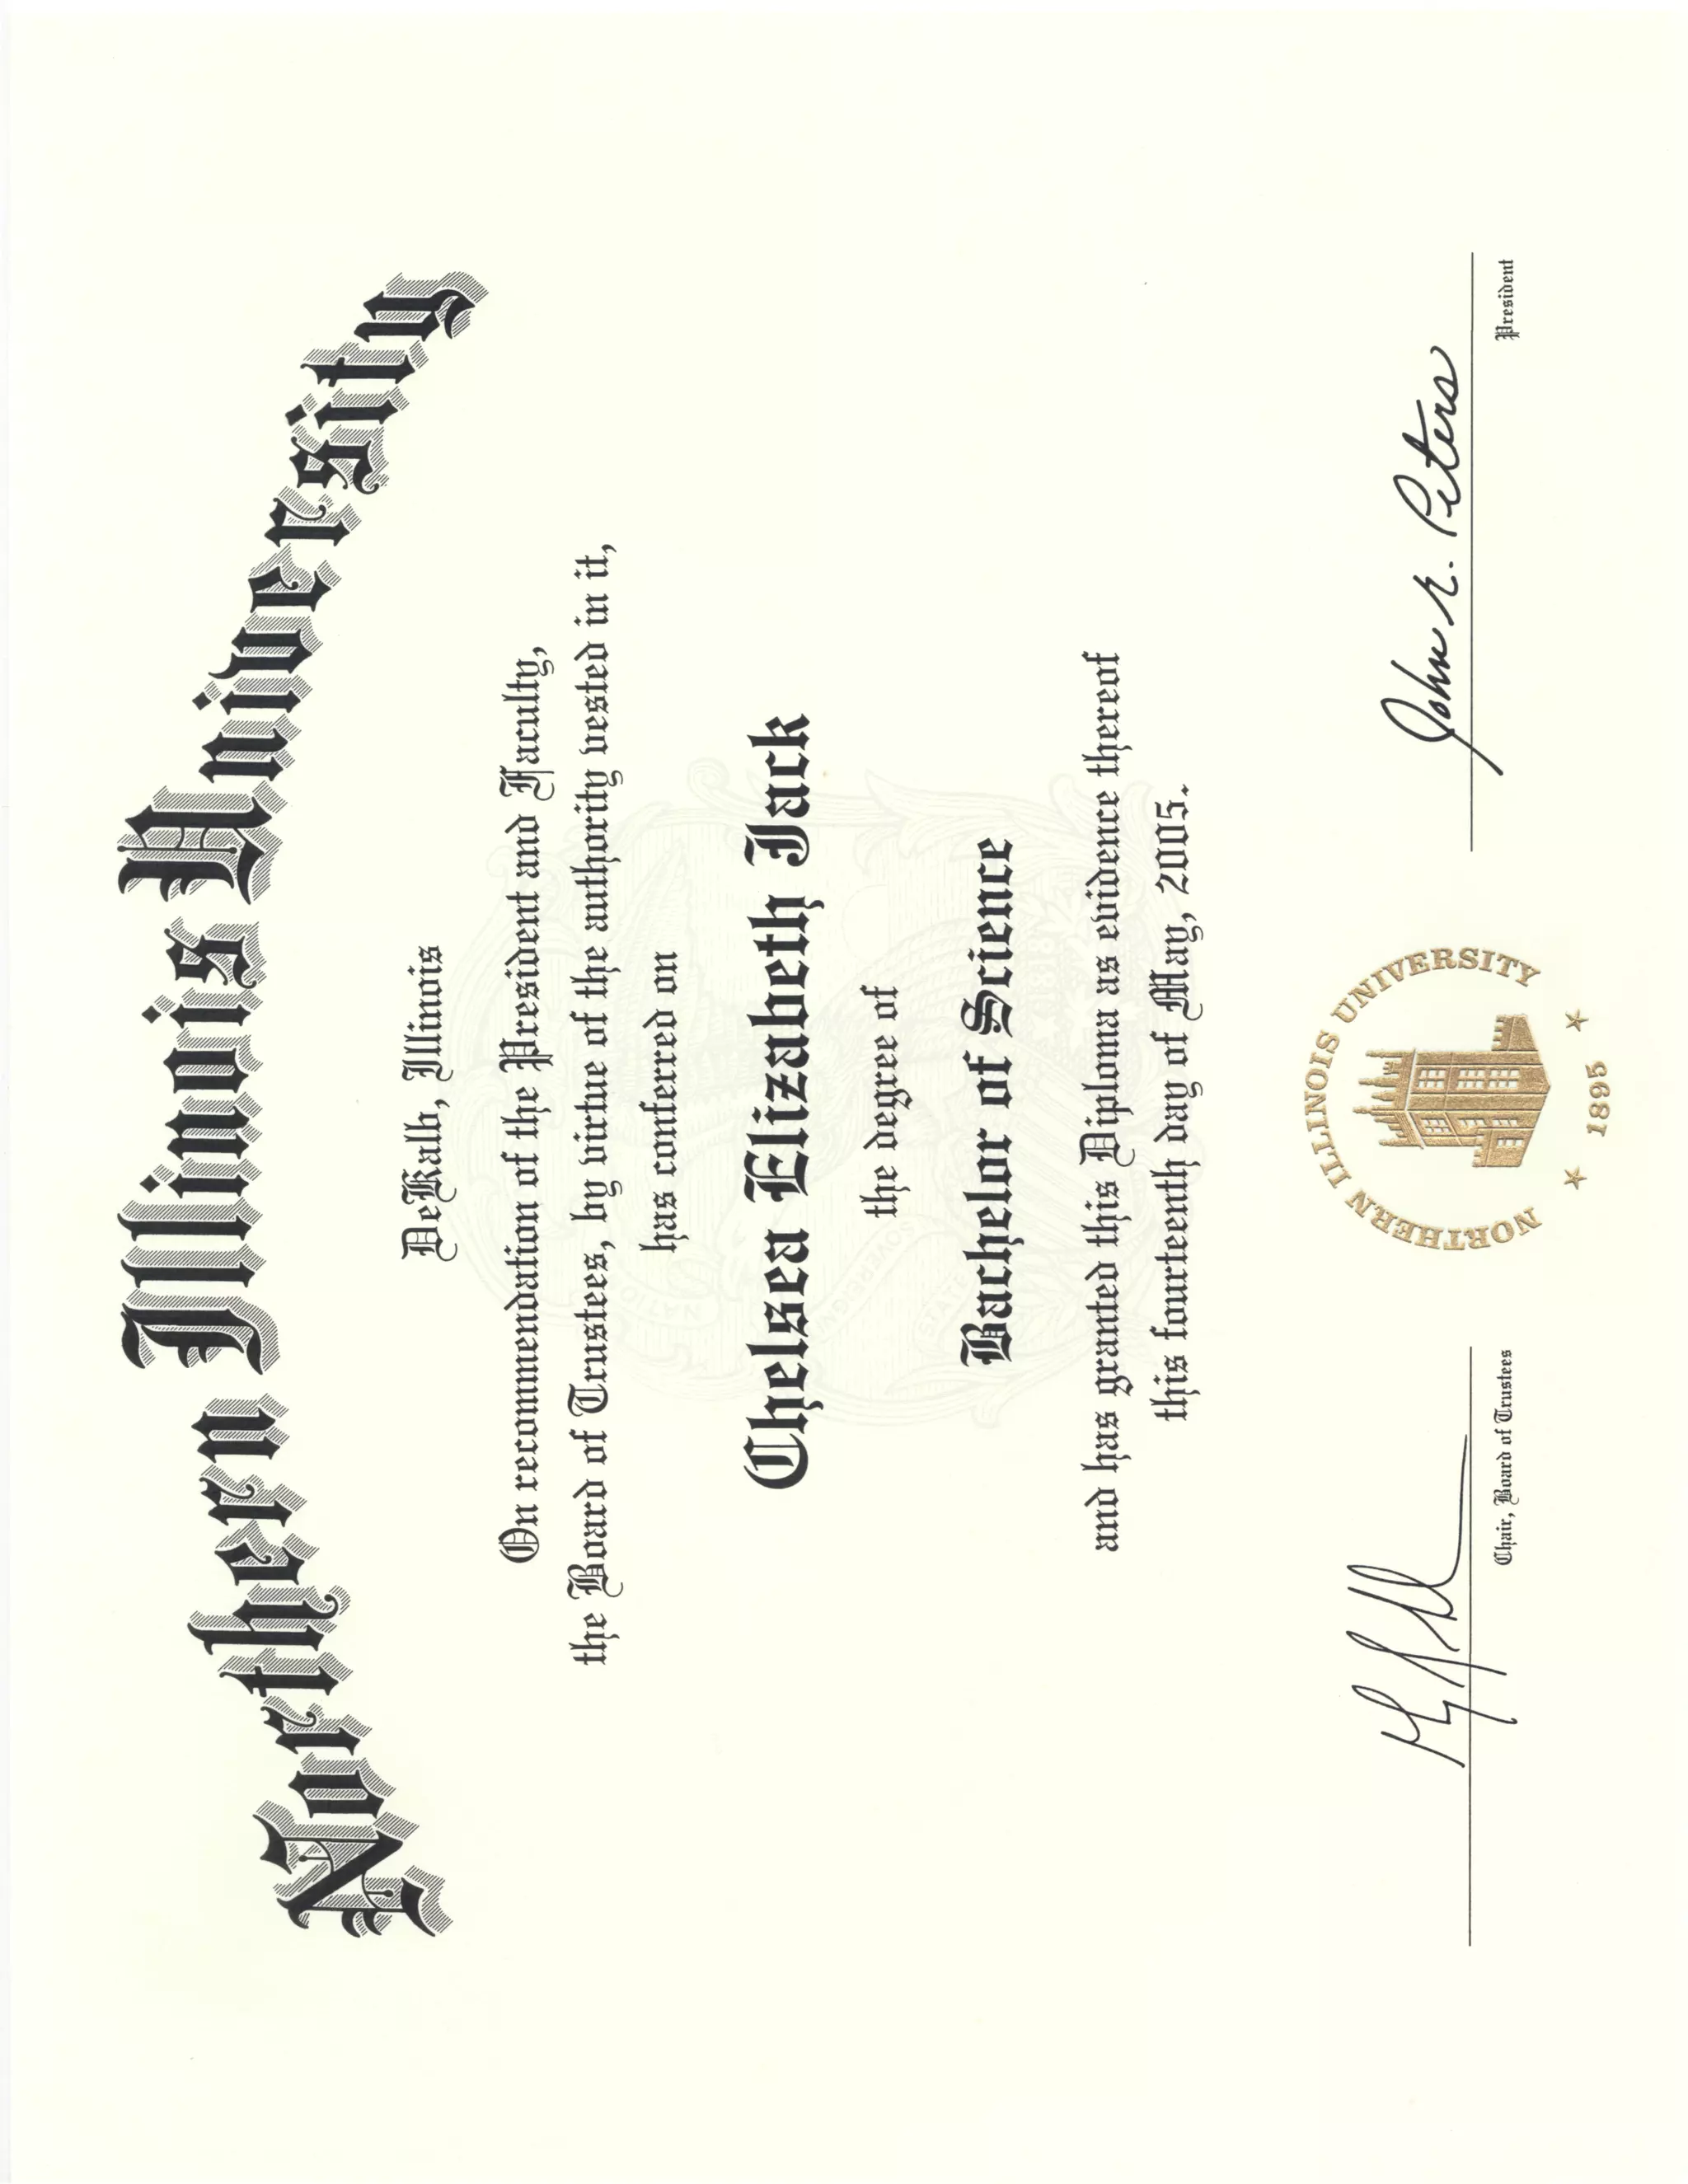 Northern Illinois University
DeKalb, Illinois
On recommendation of the President and Faculty,
the Board of Trustees, by virtue of the authority vested in it,
has conferred on
Chelsea Elizabeth Jack
the degree of
Bachelor of Science
and has granted this Diploma as evidence thereof
this fourteenth day of May, 2005.
NORTHERN ILLINOIS UNIVERSITY
1895
Chair, Board of Trustees
John E. Peters
President